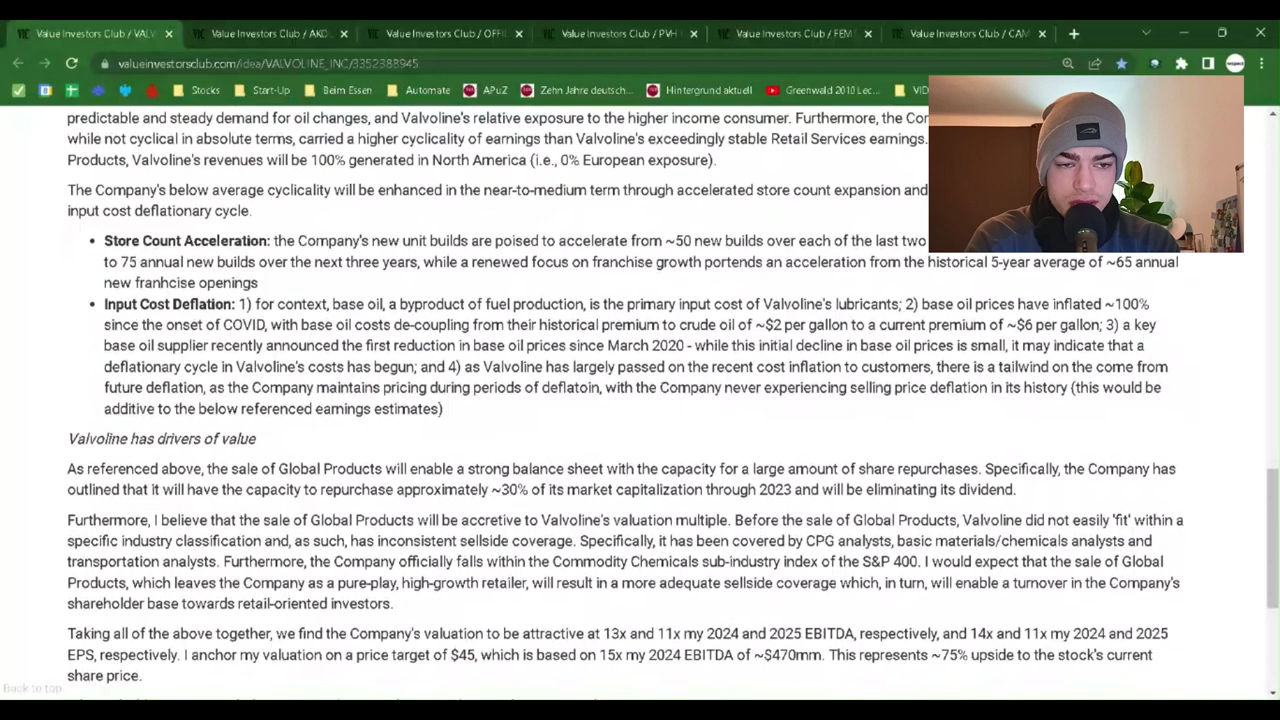 Value Investors Club / VALV
Value Investors Club / AKO
Value Investors Club / OFFI
Value Investors Club / PVH
Value Investors Club / FEM
Value Investors Club / CAM
valueinvestorsclub.com/idea/VALVOLINE_INC/3352388945
Stocks
Start-Up
Beim Essen
Automate
APuZ
Zehn Jahre deutsch...
Hintergrund aktuell
Greenwald 2010 Lec...
VID
predictable and steady demand for oil changes, and Valvoline's relative exposure to the higher income consumer. Furthermore, the Cor
while not cyclical in absolute terms, carried a higher cyclicality of earnings than Valvoline's exceedingly stable Retail Services earnings.
Products, Valvoline's revenues will be 100% generated in North America (i.e., 0% European exposure).
The Company's below average cyclicality will be enhanced in the near-to-medium term through accelerated store count expansion and
input cost deflationary cycle.
• Store Count Acceleration: the Company's new unit builds are poised to accelerate from ~50 new builds over each of the last two
to 75 annual new builds over the next three years, while a renewed focus on franchise growth portends an acceleration from the historical 5-year average of ~65 annual
new franhcise openings
• Input Cost Deflation: 1) for context, base oil, a byproduct of fuel production, is the primary input cost of Valvoline's lubricants; 2) base oil prices have inflated ~100%
since the onset of COVID, with base oil costs de-coupling from their historical premium to crude oil of ~$2 per gallon to a current premium of ~$6 per gallon; 3) a key
base oil supplier recently announced the first reduction in base oil prices since March 2020 - while this initial decline in base oil prices is small, it may indicate that a
deflationary cycle in Valvoline's costs has begun; and 4) as Valvoline has largely passed on the recent cost inflation to customers, there is a tailwind on the come from
future deflation, as the Company maintains pricing during periods of deflatoin, with the Company never experiencing selling price deflation in its history (this would be
additive to the below referenced earnings estimates)
Valvoline has drivers of value
As referenced above, the sale of Global Products will enable a strong balance sheet with the capacity for a large amount of share repurchases. Specifically, the Company has
outlined that it will have the capacity to repurchase approximately ~30% of its market capitalization through 2023 and will be eliminating its dividend.
Furthermore, I believe that the sale of Global Products will be accretive to Valvoline's valuation multiple. Before the sale of Global Products, Valvoline did not easily 'fit' within a
specific industry classification and, as such, has inconsistent sellside coverage. Specifically, it has been covered by CPG analysts, basic materials/chemicals analysts and
transportation analysts. Furthermore, the Company officially falls within the Commodity Chemicals sub-industry index of the S&P 400. I would expect that the sale of Global
Products, which leaves the Company as a pure-play, high-growth retailer, will result in a more adequate sellside coverage which, in turn, will enable a turnover in the Company's
shareholder base towards retail-oriented investors.
Taking all of the above together, we find the Company's valuation to be attractive at 13x and 11x my 2024 and 2025 EBITDA, respectively, and 14x and 11x my 2024 and 2025
EPS, respectively. I anchor my valuation on a price target of $45, which is based on 15x my 2024 EBITDA of ~$470mm. This represents ~75% upside to the stock's current
share price.
Back to top